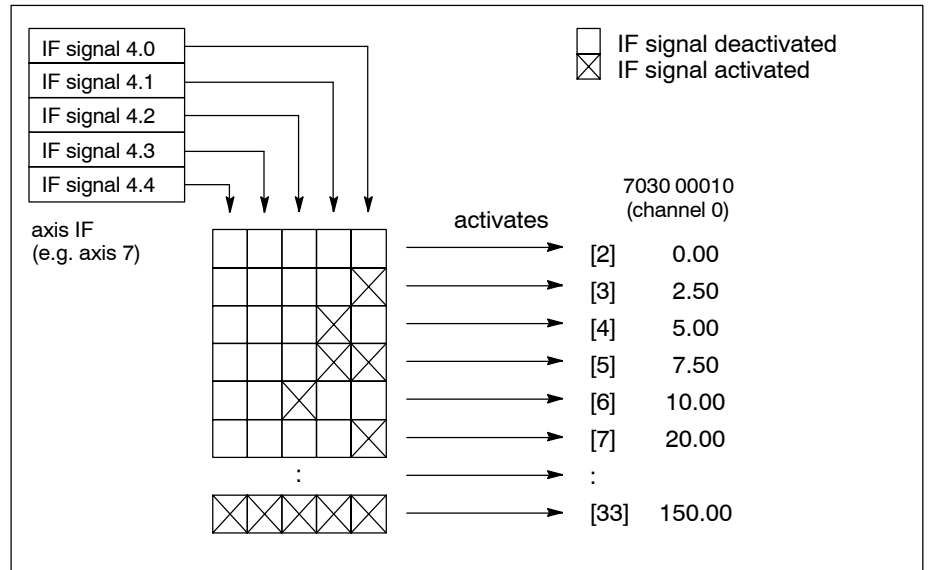 IF signal 4.0
IF signal 4.1
IF signal 4.2
IF signal 4.3
IF signal 4.4
axis IF
(e.g. axis 7)
IF signal deactivated
IF signal activated
activates
7030 00010
(channel 0)
[2] 0.00
[3] 2.50
[4] 5.00
[5] 7.50
[6] 10.00
[7] 20.00
: :
[33] 150.00